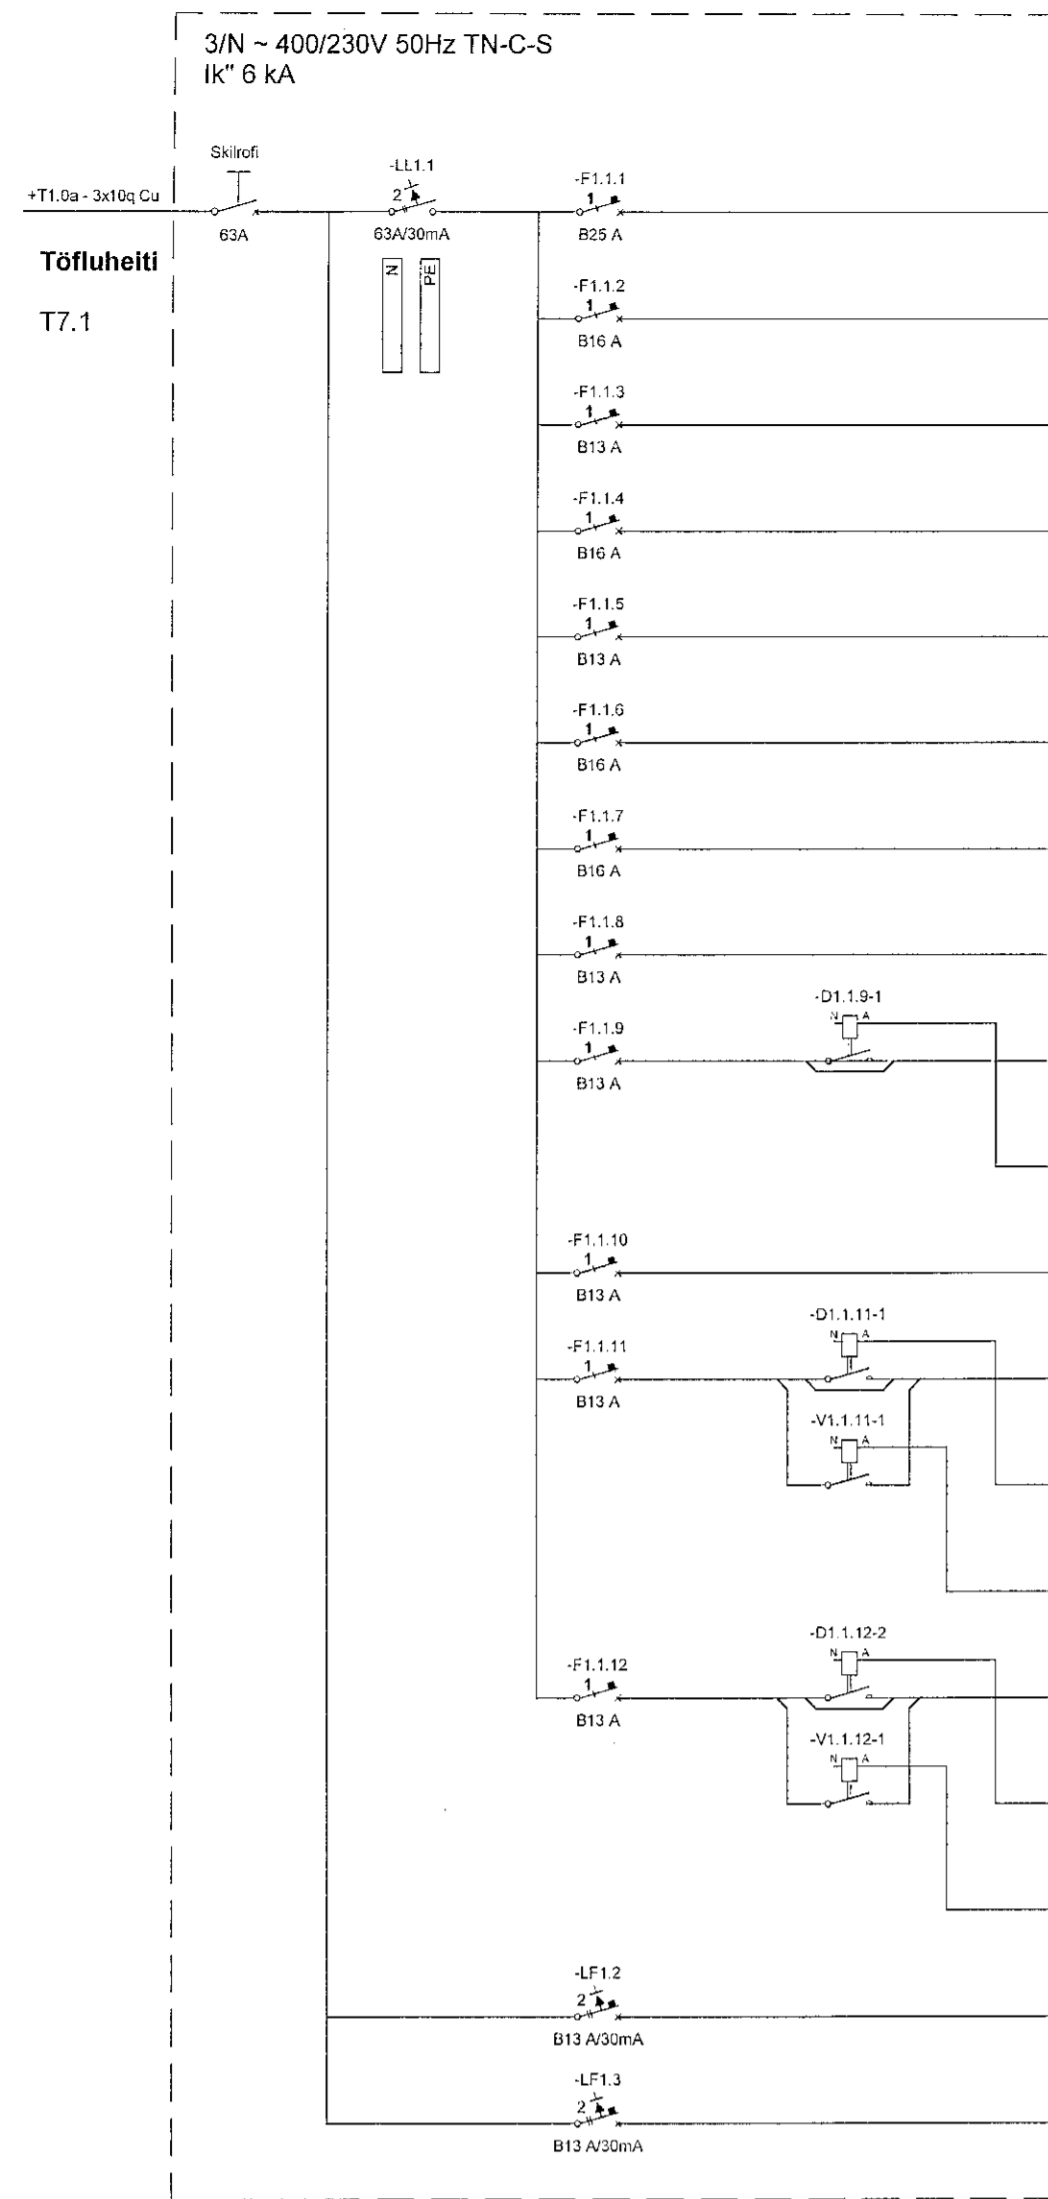 3/N ~ 400/230V 50Hz TN-C-S
Ik" 6 kA
Skilrofi
-LL1.1
-F1.1.1
+T1.0a - 3x10q Cu
2
1
63A
63A/30mA
B25 A
Töfluheiti
N
PE
T7.1
-F1.1.2
1
B16 A
-F1.1.3
1
B13 A
-F1.1.4
1
B16 A
-F1.1.5
1
B13 A
-F1.1.6
1
B16 A
-F1.1.7
1
B16 A
-F1.1.8
1
B13 A
-D1.1.9-1
N A
-F1.1.9
1
B13 A
-F1.1.10
1
B13 A
-D1.1.11-1
N A
-F1.1.11
1
B13 A
-V1.1.11-1
N A
-D1.1.12-2
N A
-F1.1.12
1
B13 A
-V1.1.12-1
N A
-LF1.2
2
B13 A/30mA
-LF1.3
2
B13 A/30mA